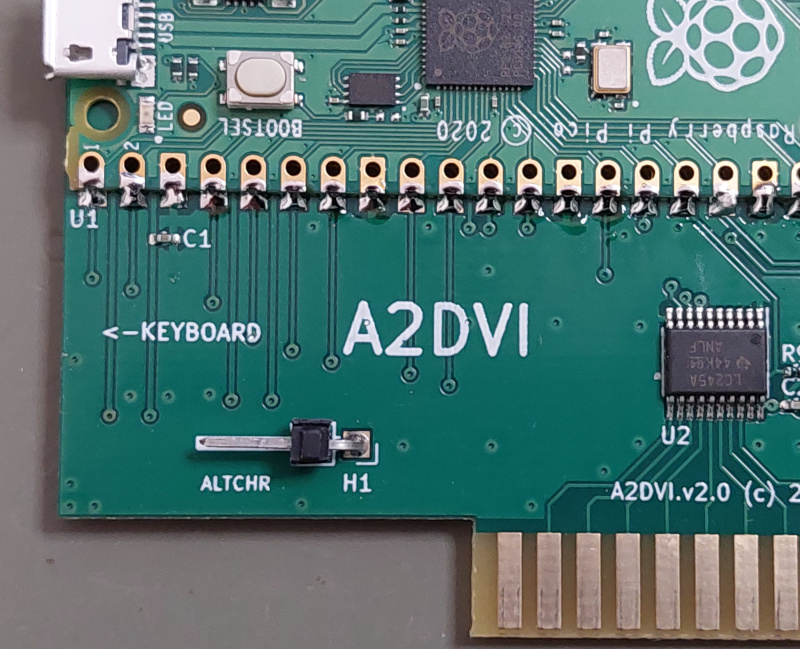 USB
LED
BOOTSEL
© 2020
Raspberry Pi Pico
1
2
U1
C1
<-KEYBOARD
A2DVI
LC245A
44K94
ANLF
U2
ALTCHR
H1
A2DVI.v2.0 (c) 2